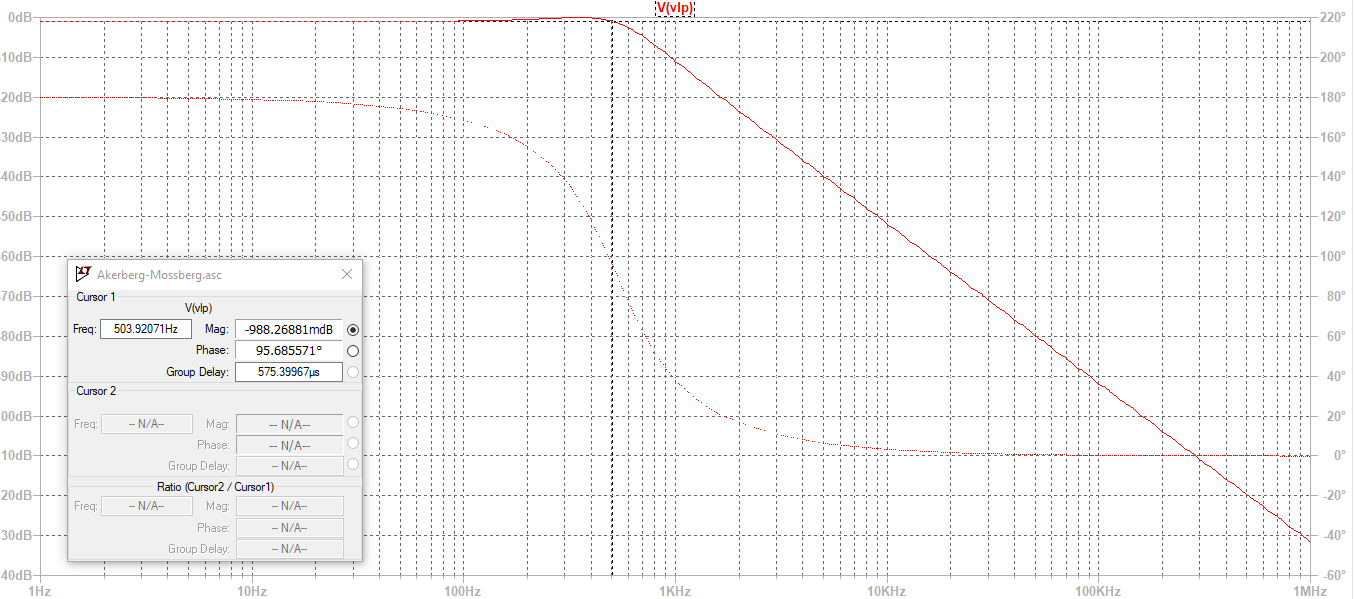 V(vlp)
0dB 220°
10dB 200°
20dB 180°
30dB 160°
40dB 140°
50dB 120°
60dB 100°
70dB 80°
80dB 60°
90dB 40°
00dB 20°
10dB 0°
20dB -20°
30dB -40°
40dB -60°
1Hz 10Hz 100Hz 1KHz 10KHz 100KHz 1MHz
Akerberg-Mossberg.asc
Cursor 1
V(vlp)
Freq: 503.92071Hz Mag: -988.26881mdB
Phase: 95.685571°
Group Delay: 575.39967µs
Cursor 2
Freq: -- N/A-- Mag: -- N/A--
Phase: -- N/A--
Group Delay: -- N/A--
Ratio (Cursor2 / Cursor1)
Freq: -- N/A-- Mag: -- N/A--
Phase: -- N/A--
Group Delay: -- N/A--